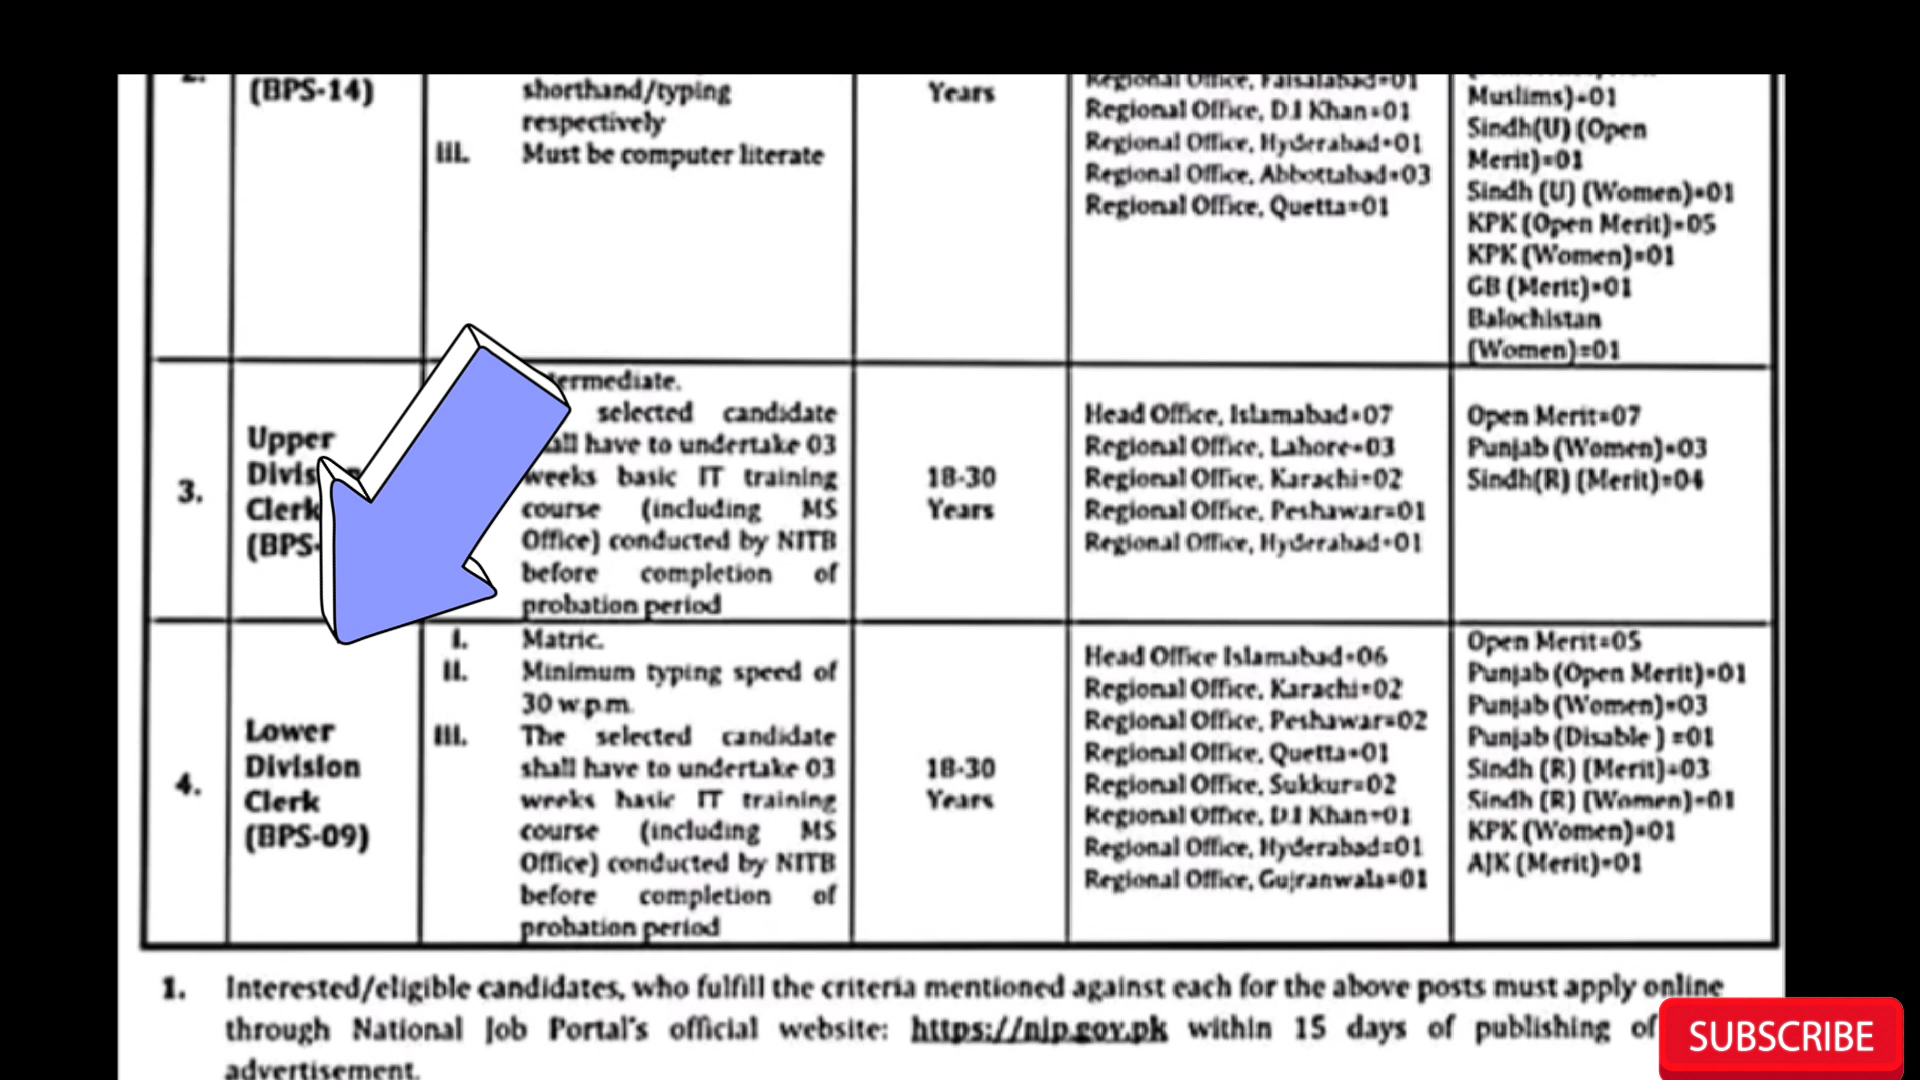 2.
(BPS-14)
shorthand/typing
respectively
iii. Must be computer literate
Years
Regional Office, Faisalabad=01
Regional Office, D.I Khan=01
Regional Office, Hyderabad=01
Regional Office, Abbottabad=03
Regional Office, Quetta=01
Muslims)=01
Sindh(U) (Open
Merit)=01
Sindh (U) (Women)=01
KPK (Open Merit)=05
KPK (Women)=01
GB (Merit)=01
Balochistan
(Women)=01
3.
Upper
Clerk
(BPS-
termediate.
selected candidate
all have to undertake 03
weeks basic IT training
course (including MS
Office) conducted by NITB
before completion of
probation period
18-30
Years
Head Office, Islamabad=07
Regional Office, Lahore=03
Regional Office, Karachi=02
Regional Office, Peshawar=01
Regional Office, Hyderabad=01
Open Merit=07
Punjab (Women)=03
Sindh(R) (Merit)=04
4.
Lower
Division
Clerk
(BPS-09)
i. Matric.
ii. Minimum typing speed of
30 w.p.m.
iii. The selected candidate
shall have to undertake 03
weeks basic IT training
course (including MS
Office) conducted by NITB
before completion of
probation period
18-30
Years
Head Office Islamabad=06
Regional Office, Karachi=02
Regional Office, Peshawar=02
Regional Office, Quetta=01
Regional Office, Sukkur=02
Regional Office, D.I Khan=01
Regional Office, Hyderabad=01
Regional Office, Gujranwala=01
Open Merit=05
Punjab (Open Merit)=01
Punjab (Women)=03
Punjab (Disable ) =01
Sindh (R) (Merit)=03
Sindh (R) (Women)=01
KPK (Women)=01
AJK (Merit)=01
1. Interested/eligible candidates, who fulfill the criteria mentioned against each for the above posts must apply online
through National Job Portal's official website: https://njp.gov.pk within 15 days of publishing of
advertisement.
SUBSCRIBE